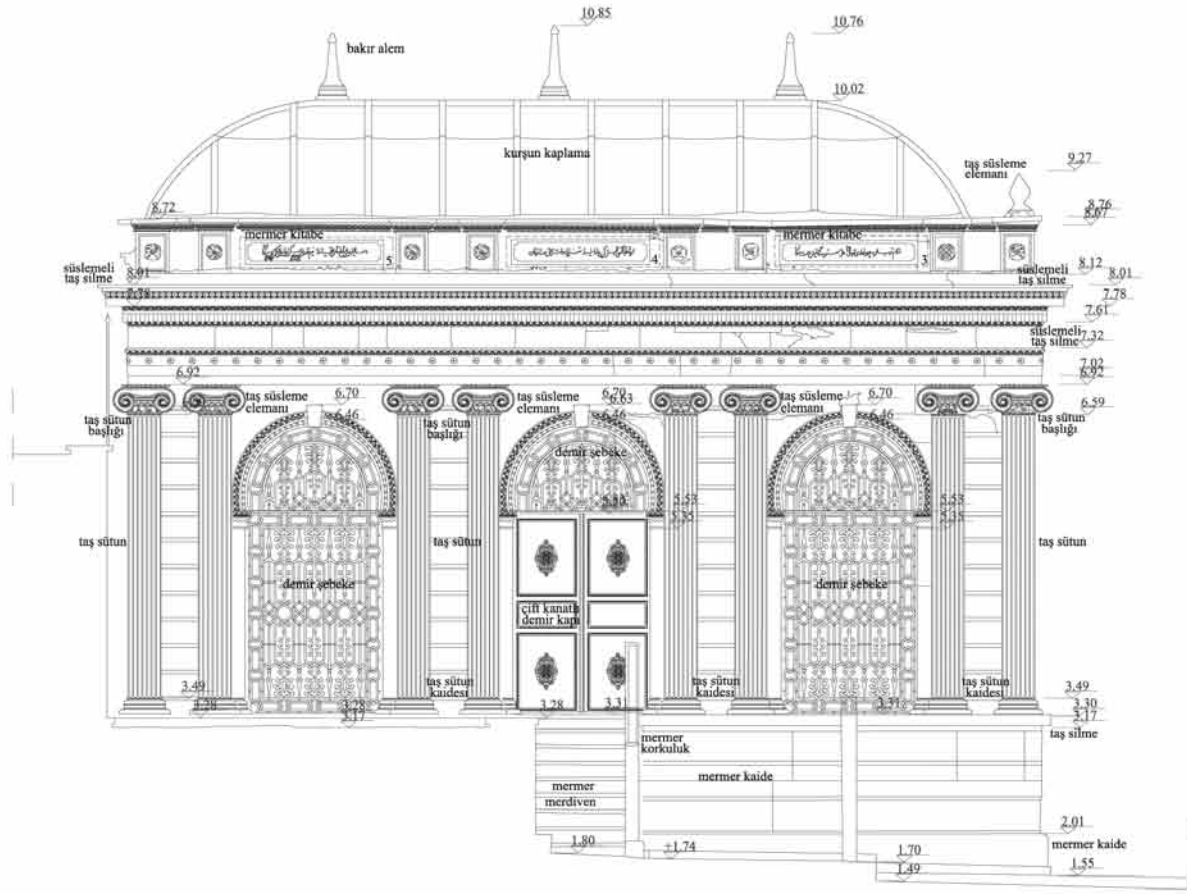 10.85
10.76
bakır alem
10.02
kurşun kaplama
taş süsleme
elemanı
9.27
8.72
8.76
8.67
mermer kitabe
mermer kitabe
5
4
3
süslemeli
taş silme
8.01
8.12
süslemeli
taş silme
8.01
7.78
7.78
7.61
süslemeli
taş silme
7.32
7.02
6.92
6.92
6.70
taş süsleme
elemanı
6.46
taş süsleme
elemanı
6.70
6.63
6.46
taş süsleme
elemanı
6.70
6.46
6.59
taş sütun
başlığı
taş sütun
başlığı
taş sütun
başlığı
taş sütun
başlığı
demir şebeke
5.53
5.53
taş sütun
taş sütun
taş sütun
demir şebeke
demir şebeke
çift kanatlı
demir kapı
taş sütun
kaidesi
taş sütun
kaidesi
taş sütun
kaidesi
3.49
3.28
3.28
3.17
3.28
3.31
3.31
3.49
3.30
3.17
taş silme
mermer
korkuluk
mermer kaide
mermer
merdiven
2.01
mermer kaide
1.80
+1.74
1.70
1.49
1.55